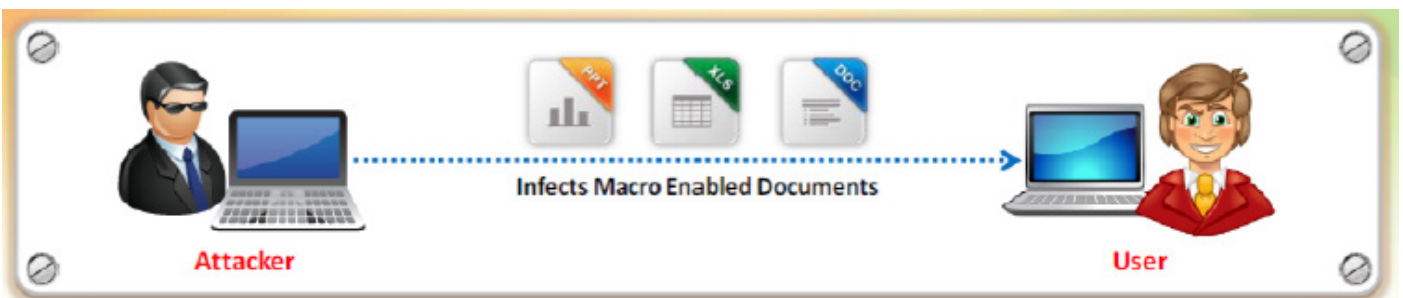 PPT
XLS
DOC
Infects Macro Enabled Documents
Attacker
User